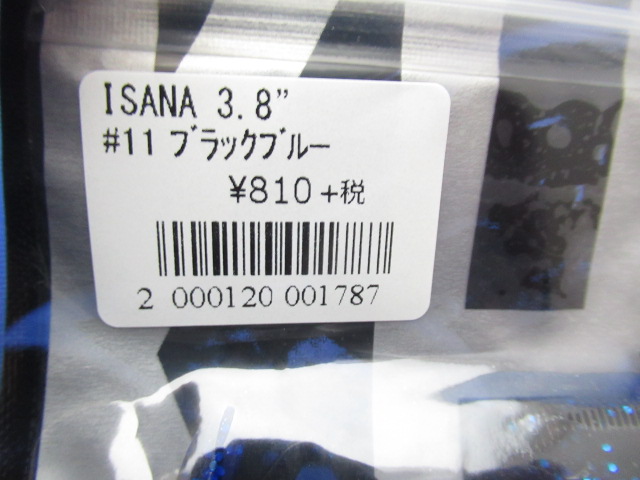 ISANA 3.8”
#11 ﾌﾞﾗｯｸﾌﾞﾙｰ
¥810+税
2 000120 001787